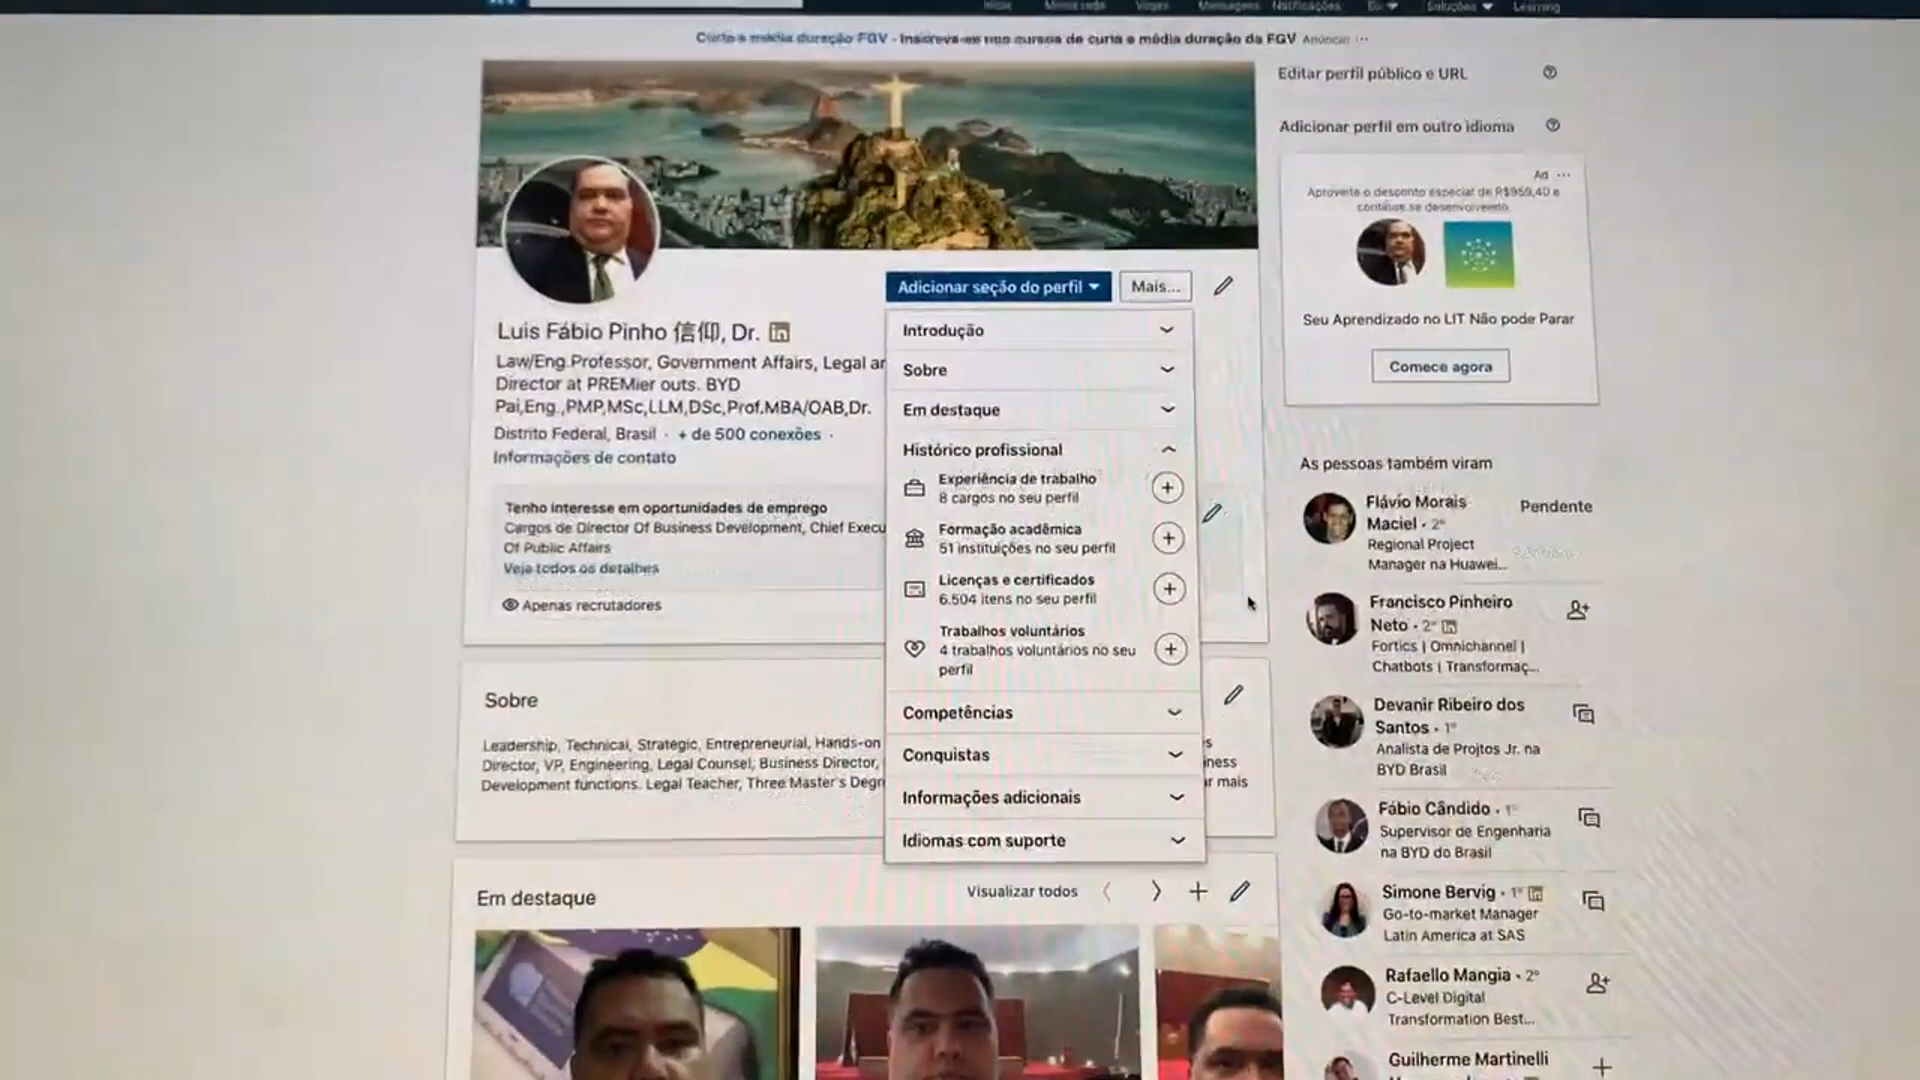 Início Minha rede Vagas Mensagens Notificações Eu Soluções Learning
Curta e média duração FGV - Inscreva-se nos cursos de curta e média duração da FGV Anúncio ...
Editar perfil público e URL
Adicionar perfil em outro idioma
Ad ...
Aproveite o desconto especial de R$959,40 e
continue se desenvolvendo.
Seu Aprendizado no LIT Não pode Parar
Comece agora
Adicionar seção do perfil
Mais...
Luis Fábio Pinho 信仰, Dr. in
Law/Eng.Professor, Government Affairs, Legal
Director at PREMier outs. BYD
Pai,Eng.,PMP,MSc,LLM,DSc,Prof.MBA/OAB,Dr.
Distrito Federal, Brasil · + de 500 conexões ·
Informações de contato
Tenho interesse em oportunidades de emprego
Cargos de Director Of Business Development, Chief Execu
Of Public Affairs
Veja todos os detalhes
Apenas recrutadores
Introdução
Sobre
Em destaque
Histórico profissional
Experiência de trabalho
8 cargos no seu perfil
Formação acadêmica
51 instituições no seu perfil
Licenças e certificados
6.504 itens no seu perfil
Trabalhos voluntários
4 trabalhos voluntários no seu
perfil
Competências
Conquistas
Informações adicionais
Idiomas com suporte
Sobre
Leadership, Technical, Strategic, Entrepreneurial, Hands-on
Director, VP, Engineering, Legal Counsel, Business Director,
Development functions. Legal Teacher, Three Master's Degr
mais
Em destaque
Visualizar todos
As pessoas também viram
Flávio Morais
Maciel · 2º
Pendente
Regional Project
Manager na Huawei...
Francisco Pinheiro
Neto · 2º in
Fortics | Omnichannel |
Chatbots | Transformaç...
Devanir Ribeiro dos
Santos · 1º
Analista de Projtos Jr. na
BYD Brasil
Fábio Cândido · 1º
Supervisor de Engenharia
na BYD do Brasil
Simone Bervig · 1º in
Go-to-market Manager
Latin America at SAS
Rafaello Mangia · 2º
C-Level Digital
Transformation Best...
Guilherme Martinelli